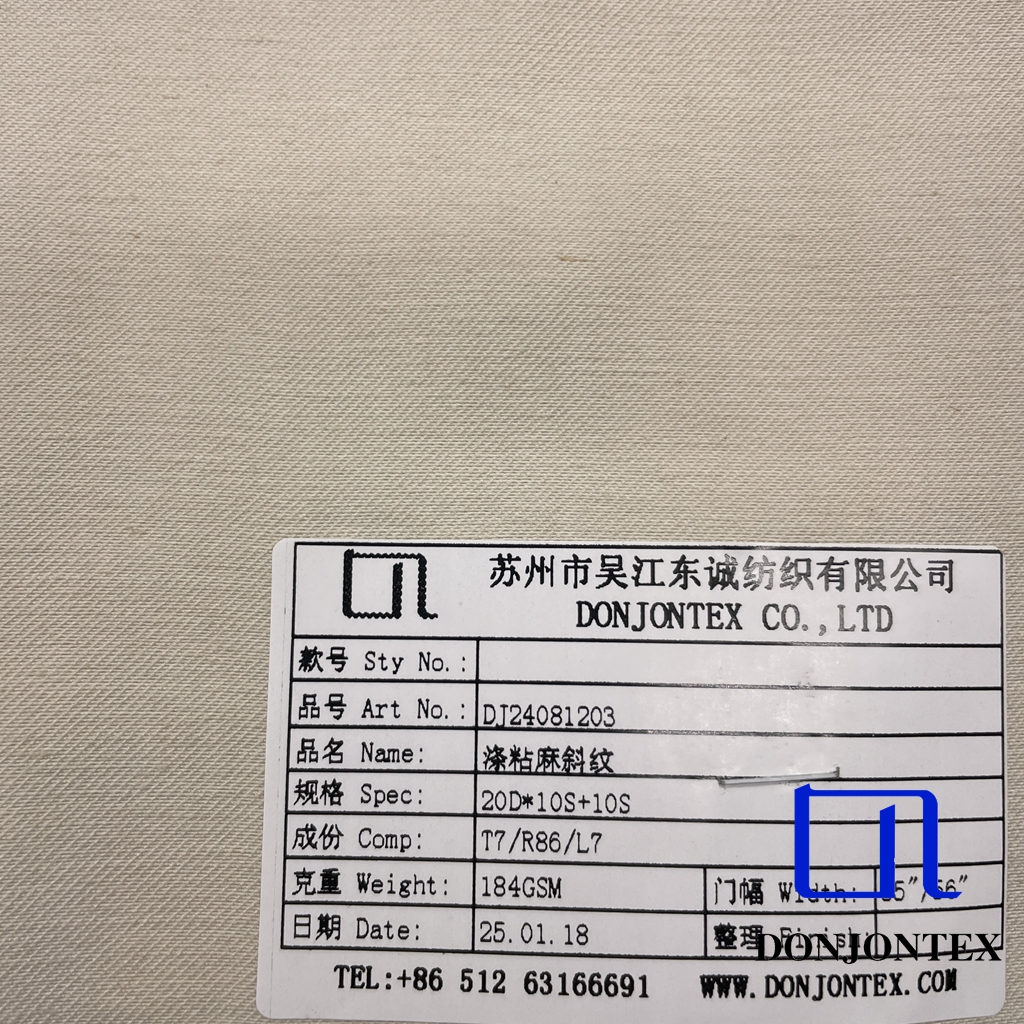 苏州市吴江东诚纺织有限公司
DONJONTEX CO.,LTD
款号 Sty No.:
品号 Art No.: DJ24081203
品名 Name: 涤粘麻斜纹
规格 Spec: 20D*10S+10S
成份 Comp: T7/R86/L7
克重 Weight: 184GSM 门幅 Width:
日期 Date: 25.01.18 整理
DONJONTEX
TEL:+86 512 63166691 WWW.DONJONTEX.COM